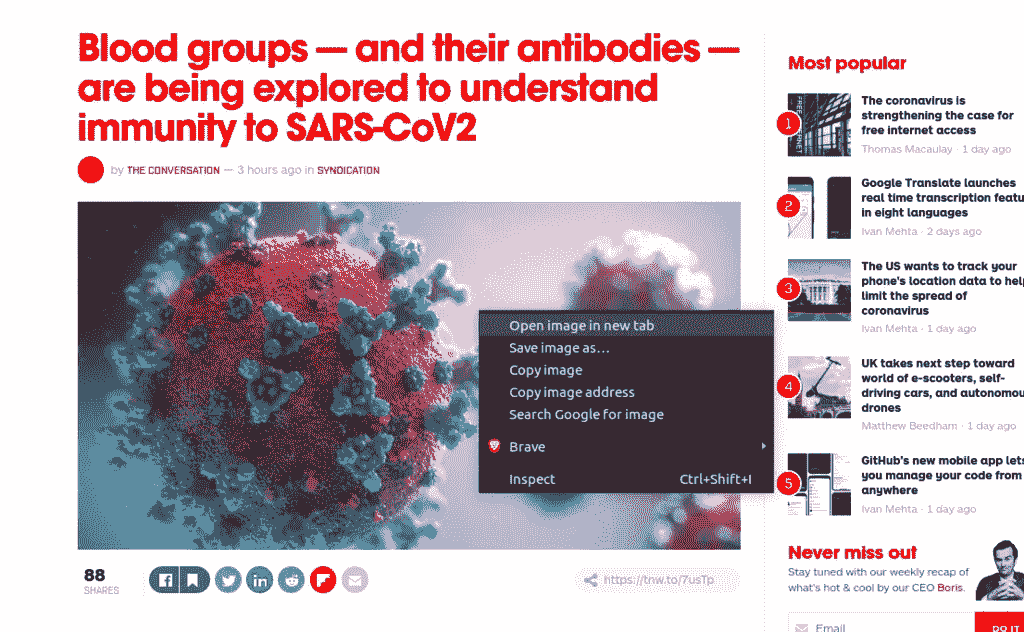 Blood groups — and their antibodies —
are being explored to understand
immunity to SARS-CoV2
by THE CONVERSATION — 3 hours ago in SYNDICATION
Open image in new tab
Save image as...
Copy image
Copy image address
Search Google for image
Brave
Inspect Ctrl+Shift+I
88
SHARES
https://tnw.to/7usTp
Most popular
1
The coronavirus is
strengthening the case for
free internet access
Thomas Macaulay · 1 day ago
2
Google Translate launches
real time transcription featu
in eight languages
Ivan Mehta · 2 days ago
3
The US wants to track your
phone's location data to help
limit the spread of
coronavirus
Ivan Mehta · 1 day ago
4
UK takes next step toward
world of e-scooters, self-
driving cars, and autonomou
drones
Matthew Beedham · 1 day ago
5
GitHub's new mobile app lets
you manage your code from
anywhere
Ivan Mehta · 1 day ago
Never miss out
Stay tuned with our weekly recap of
what's hot & cool by our CEO Boris.
Email
DO IT